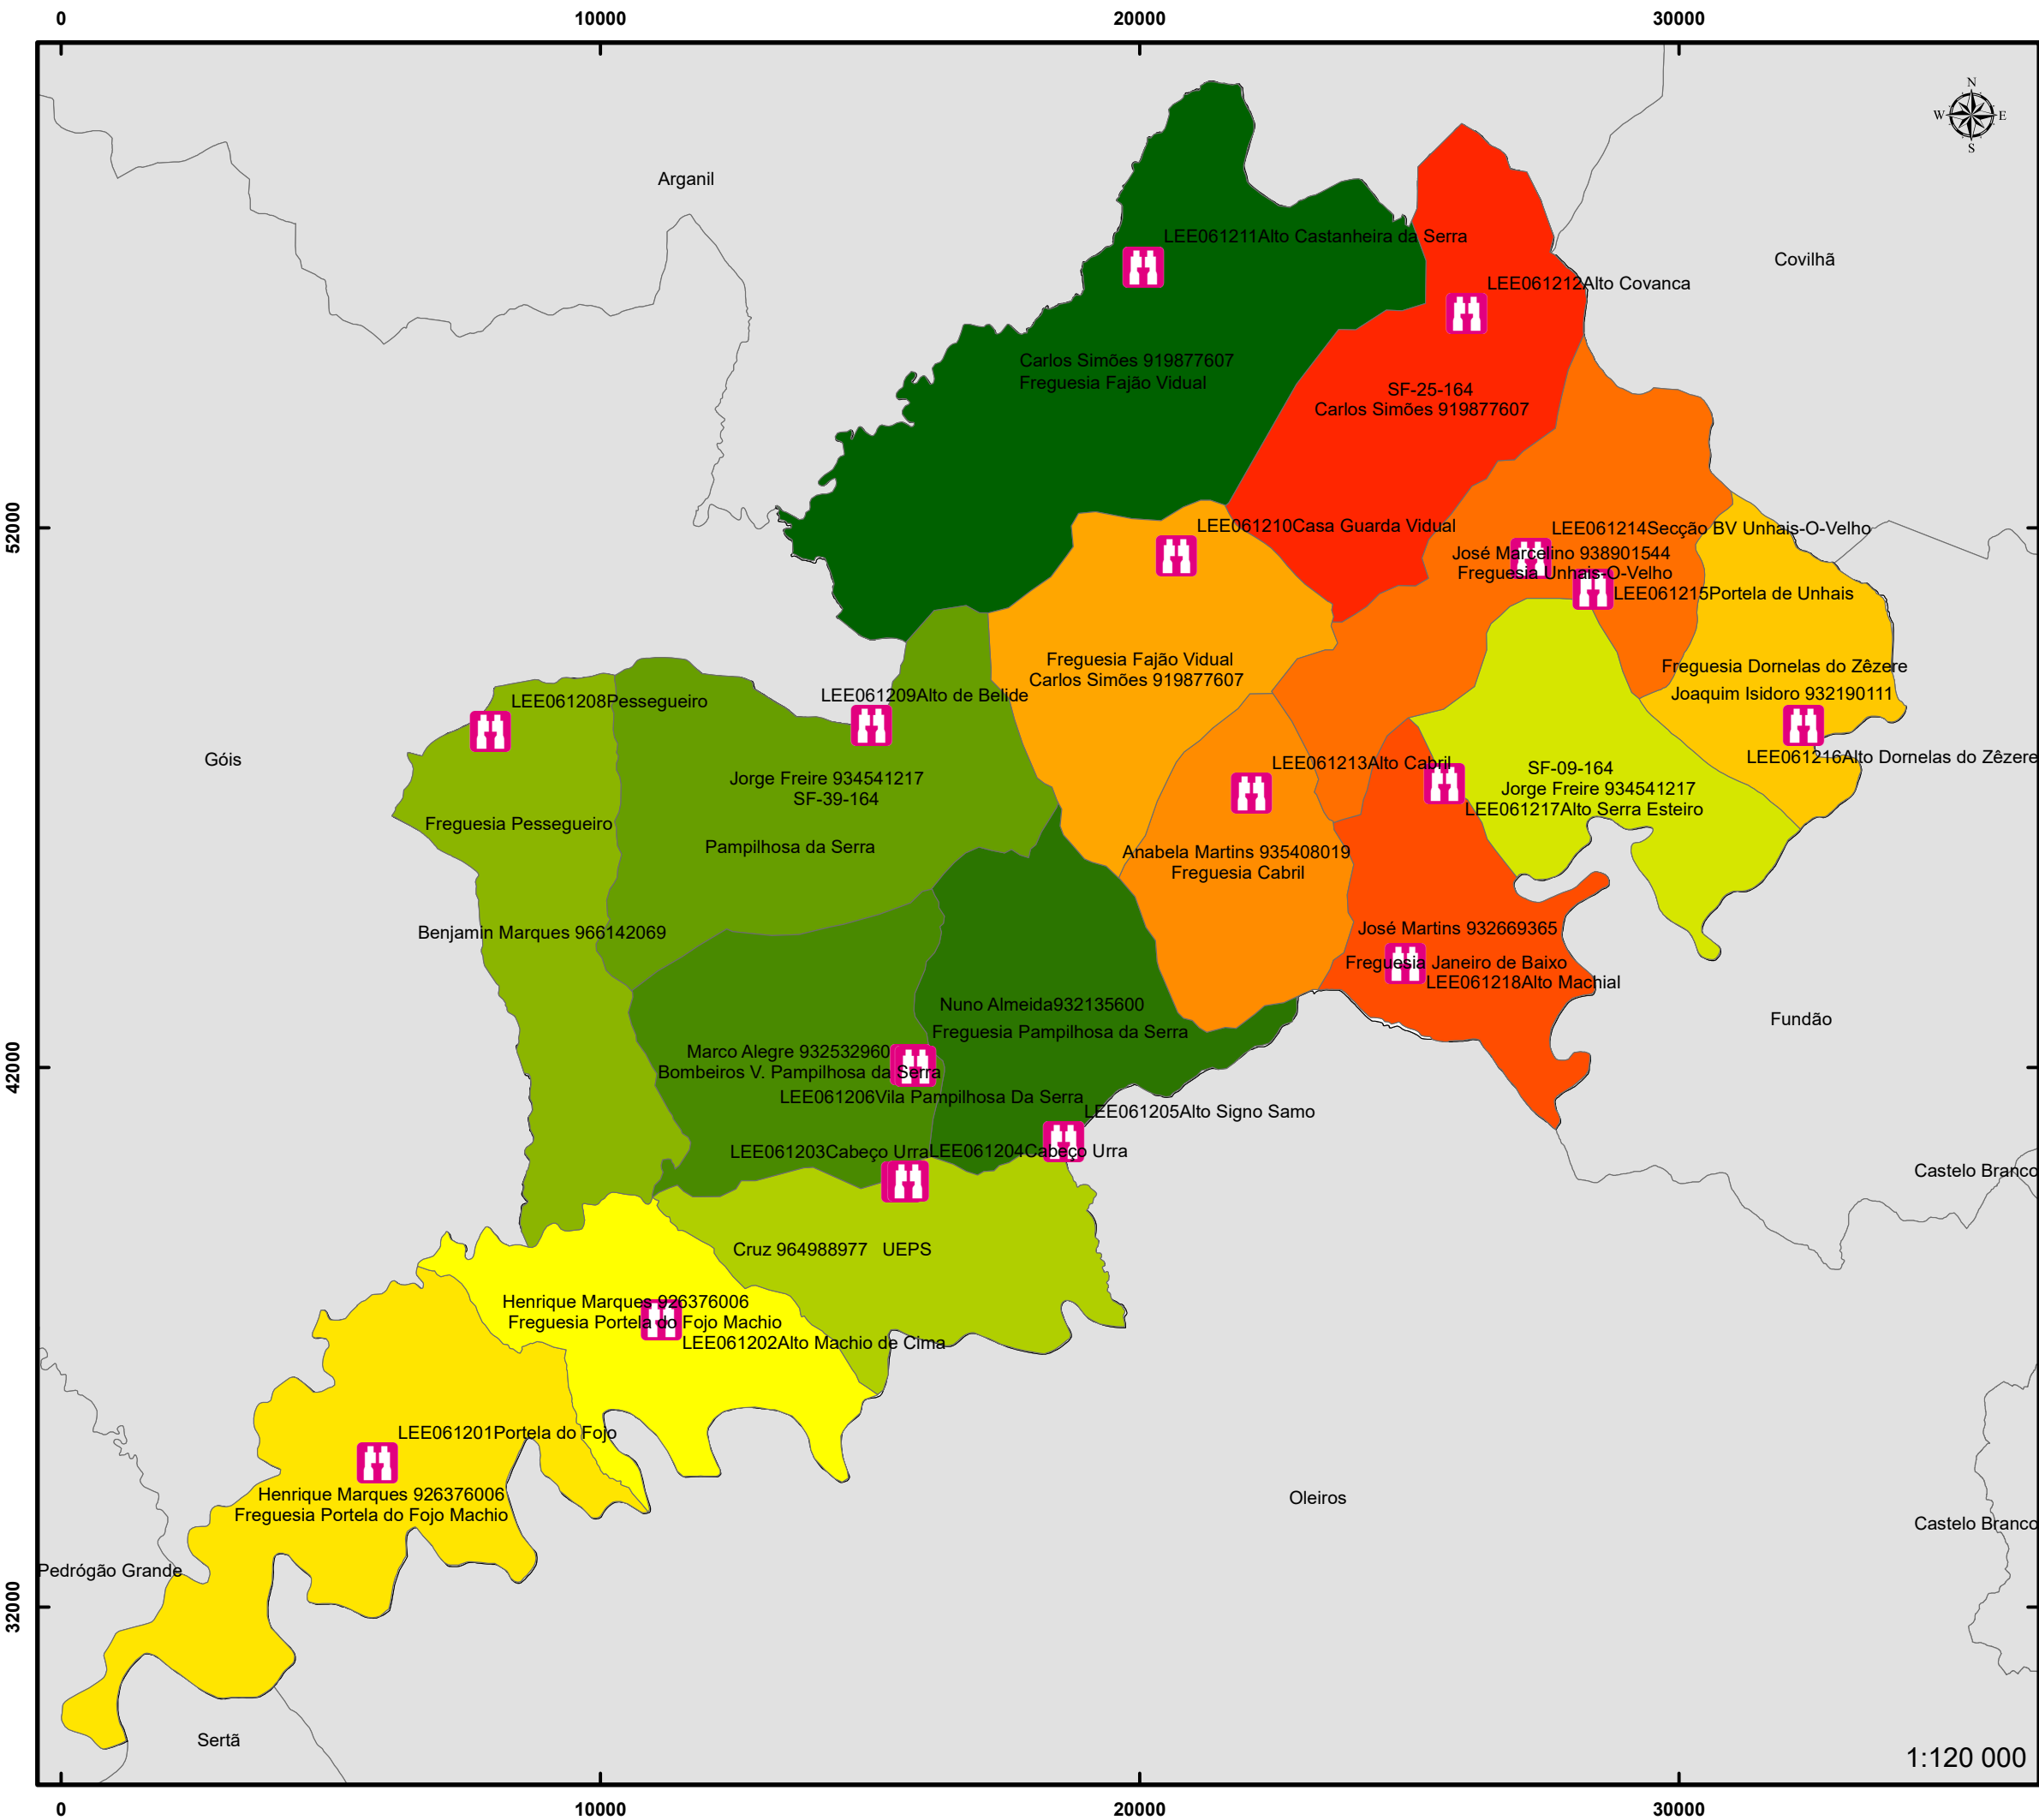 0 10000 20000 30000
N
W E
S
Arganil
LEE061211Alto Castanheira da Serra
Covilhã
LEE061212Alto Covanca
Carlos Simões 919877607
Freguesia Fajão Vidual
SF-25-164
Carlos Simões 919877607
52000
LEE061210Casa Guarda Vidual
LEE061214Secção BV Unhais-O-Velho
José Marcelino 938901544
Freguesia Unhais-O-Velho
LEE061215Portela de Unhais
Freguesia Fajão Vidual
Carlos Simões 919877607
Freguesia Dornelas do Zêzere
Joaquim Isidoro 932190111
LEE061209Alto de Belide
LEE061208Pessegueiro
LEE061216Alto Dornelas do Zêzere
Góis
LEE061213Alto Cabril
SF-09-164
Jorge Freire 934541217
LEE061217Alto Serra Esteiro
Jorge Freire 934541217
SF-39-164
Freguesia Pessegueiro
Pampilhosa da Serra
Anabela Martins 935408019
Freguesia Cabril
Benjamin Marques 966142069
José Martins 932669365
Freguesia Janeiro de Baixo
LEE061218Alto Machial
Nuno Almeida932135600
Freguesia Pampilhosa da Serra
Fundão
42000
Marco Alegre 932532960
Bombeiros V. Pampilhosa da Serra
LEE061206Vila Pampilhosa Da Serra
LEE061205Alto Signo Samo
LEE061203Cabeço Urra
LEE061204Cabeço Urra
Castelo Branco
Cruz 964988977 UEPS
Henrique Marques 926376006
Freguesia Portela do Fojo Machio
LEE061202Alto Machio de Cima
LEE061201Portela do Fojo
Henrique Marques 926376006
Freguesia Portela do Fojo Machio
Oleiros
Castelo Branco
Pedrógão Grande
32000
Sertã
1:120 000
0 10000 20000 30000